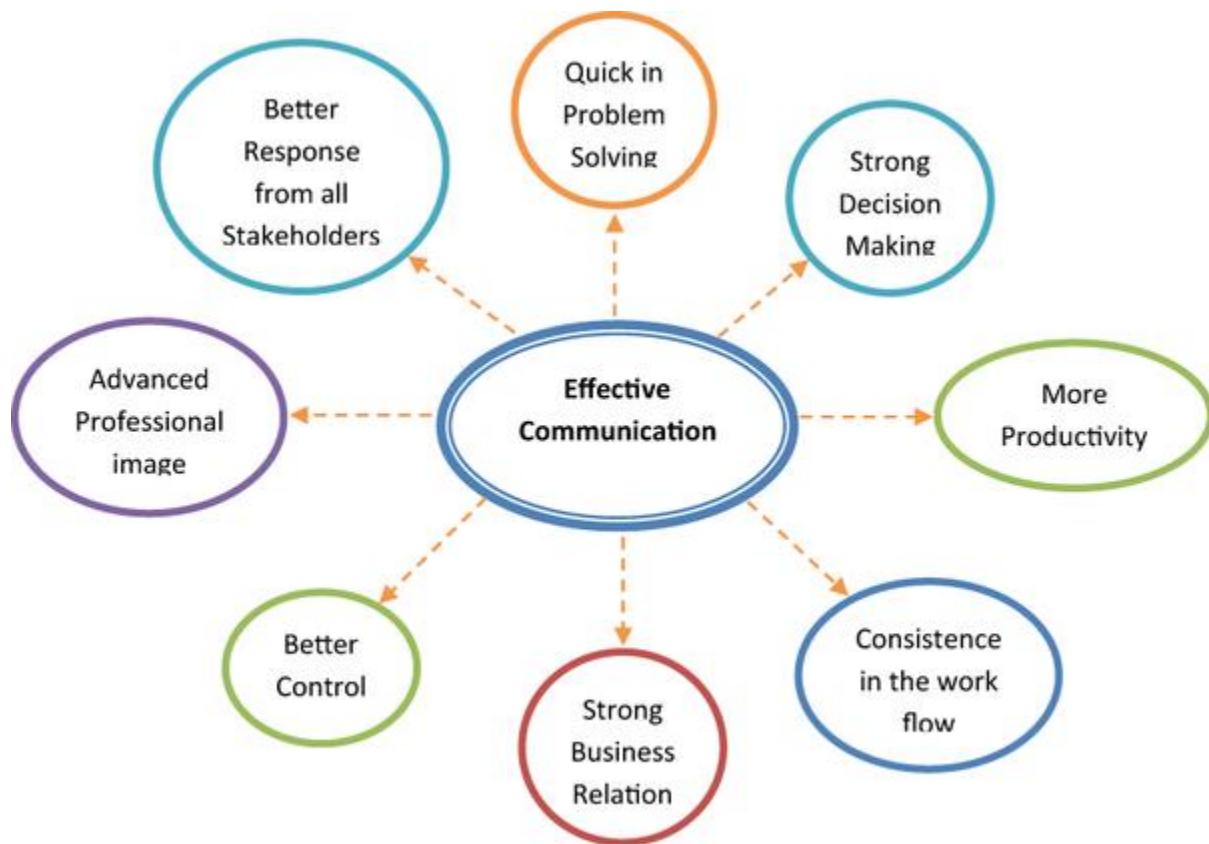 Better
Response
from all
Stakeholders
Quick in
Problem
Solving
Strong
Decision
Making
Advanced
Professional
image
Effective
Communication
More
Productivity
Better
Control
Strong
Business
Relation
Consistence
in the work
flow